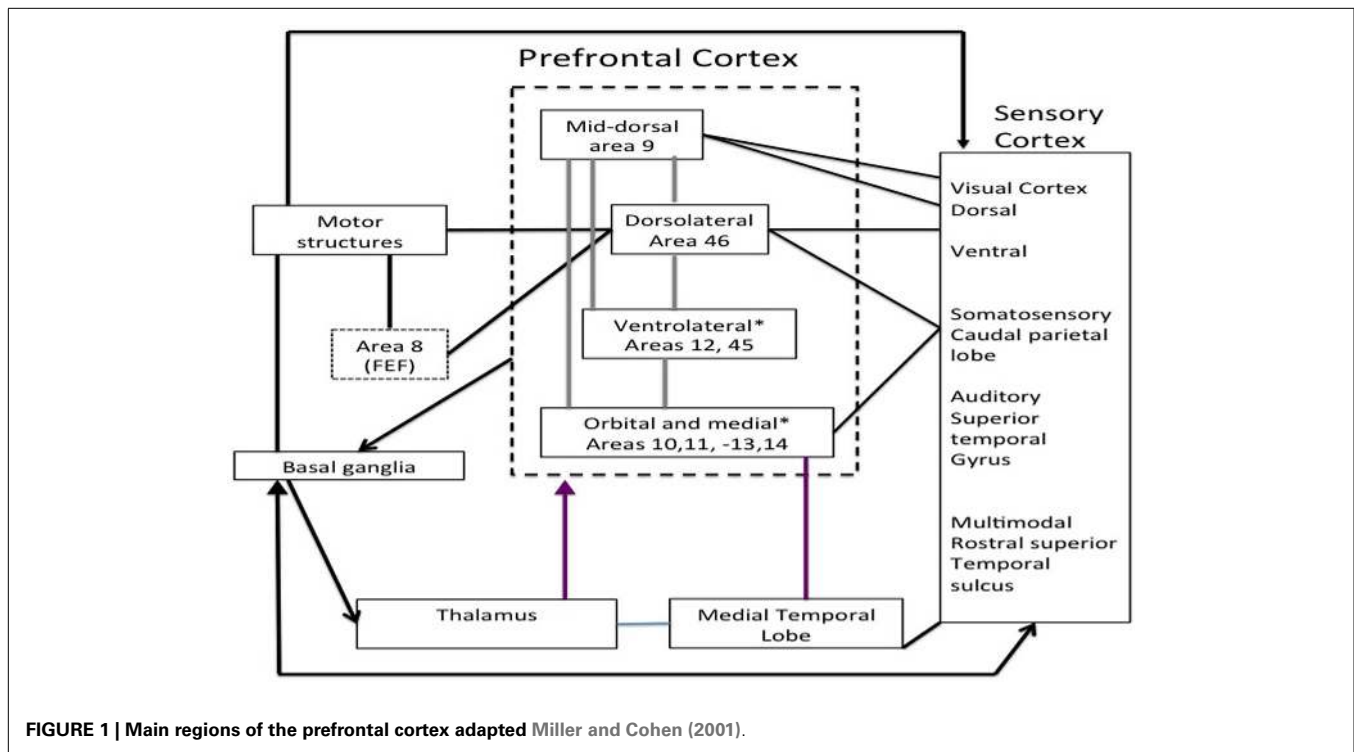 Prefrontal Cortex
Mid-dorsal
area 9
Sensory
Cortex
Motor
structures
Dorsolateral
Area 46
Visual Cortex
Dorsal
Ventral
Ventrolateral*
Areas 12, 45
Area 8
(FEF)
Somatosensory
Caudal parietal
lobe
Orbital and medial*
Areas 10,11, -13,14
Auditory
Superior
temporal
Gyrus
Basal ganglia
Multimodal
Rostral superior
Temporal
sulcus
Thalamus
Medial Temporal
Lobe
FIGURE 1 | Main regions of the prefrontal cortex adapted Miller and Cohen (2001).